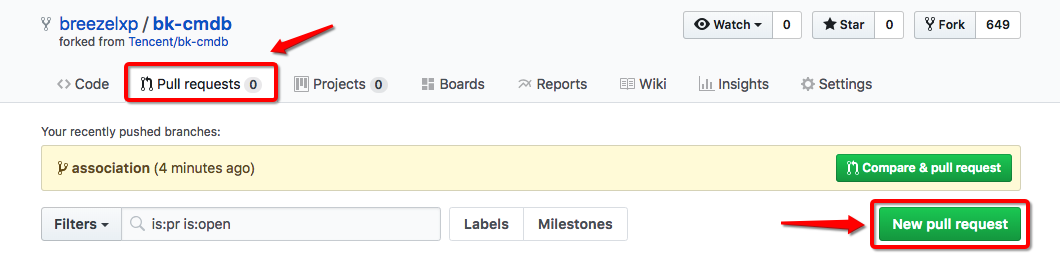 breezelxp / bk-cmdb
Watch 0 Star 0 Fork 649
forked from Tencent/bk-cmdb
Code Pull requests 0 Projects 0 Boards Reports Wiki Insights Settings
Your recently pushed branches:
association (4 minutes ago) Compare & pull request
Filters is:pr is:open Labels Milestones New pull request